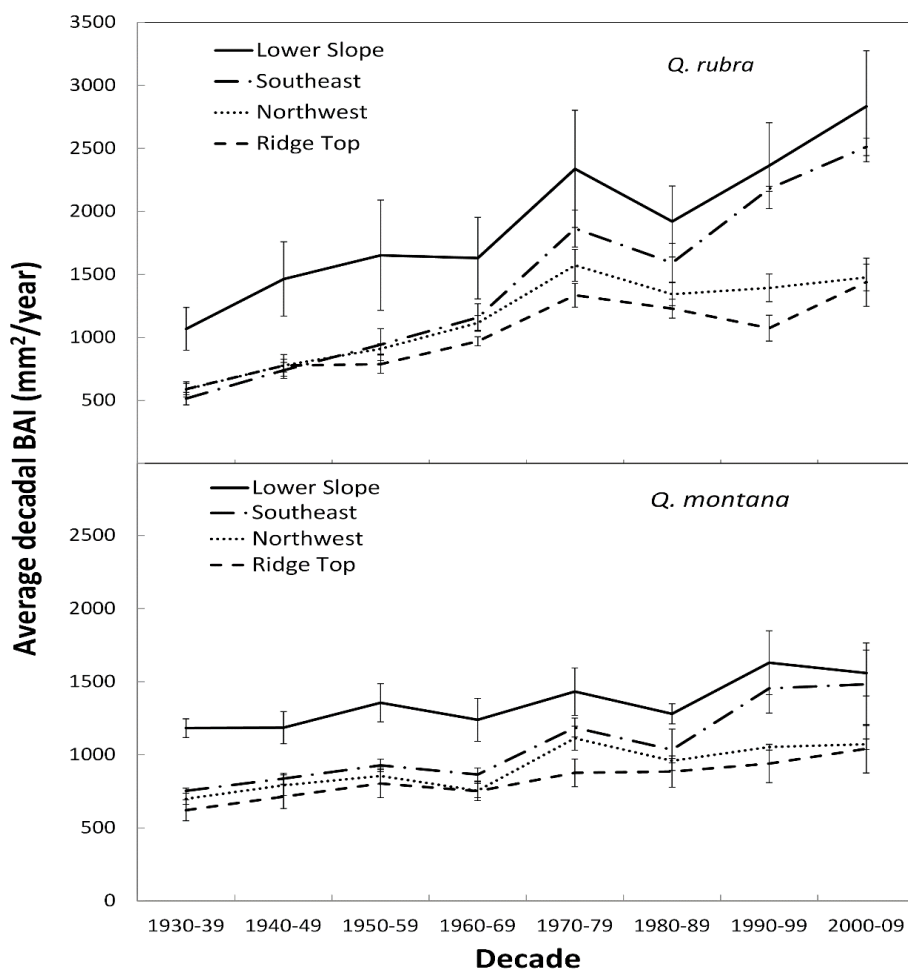 3500
3000
2500
2000
1500
1000
500
Lower Slope
Southeast
Northwest
Ridge Top
Q. rubra
Average decadal BAI (mm²/year)
2500
2000
1500
1000
500
0
Lower Slope
Southeast
Northwest
Ridge Top
Q. montana
1930-39 1940-49 1950-59 1960-69 1970-79 1980-89 1990-99 2000-09
Decade